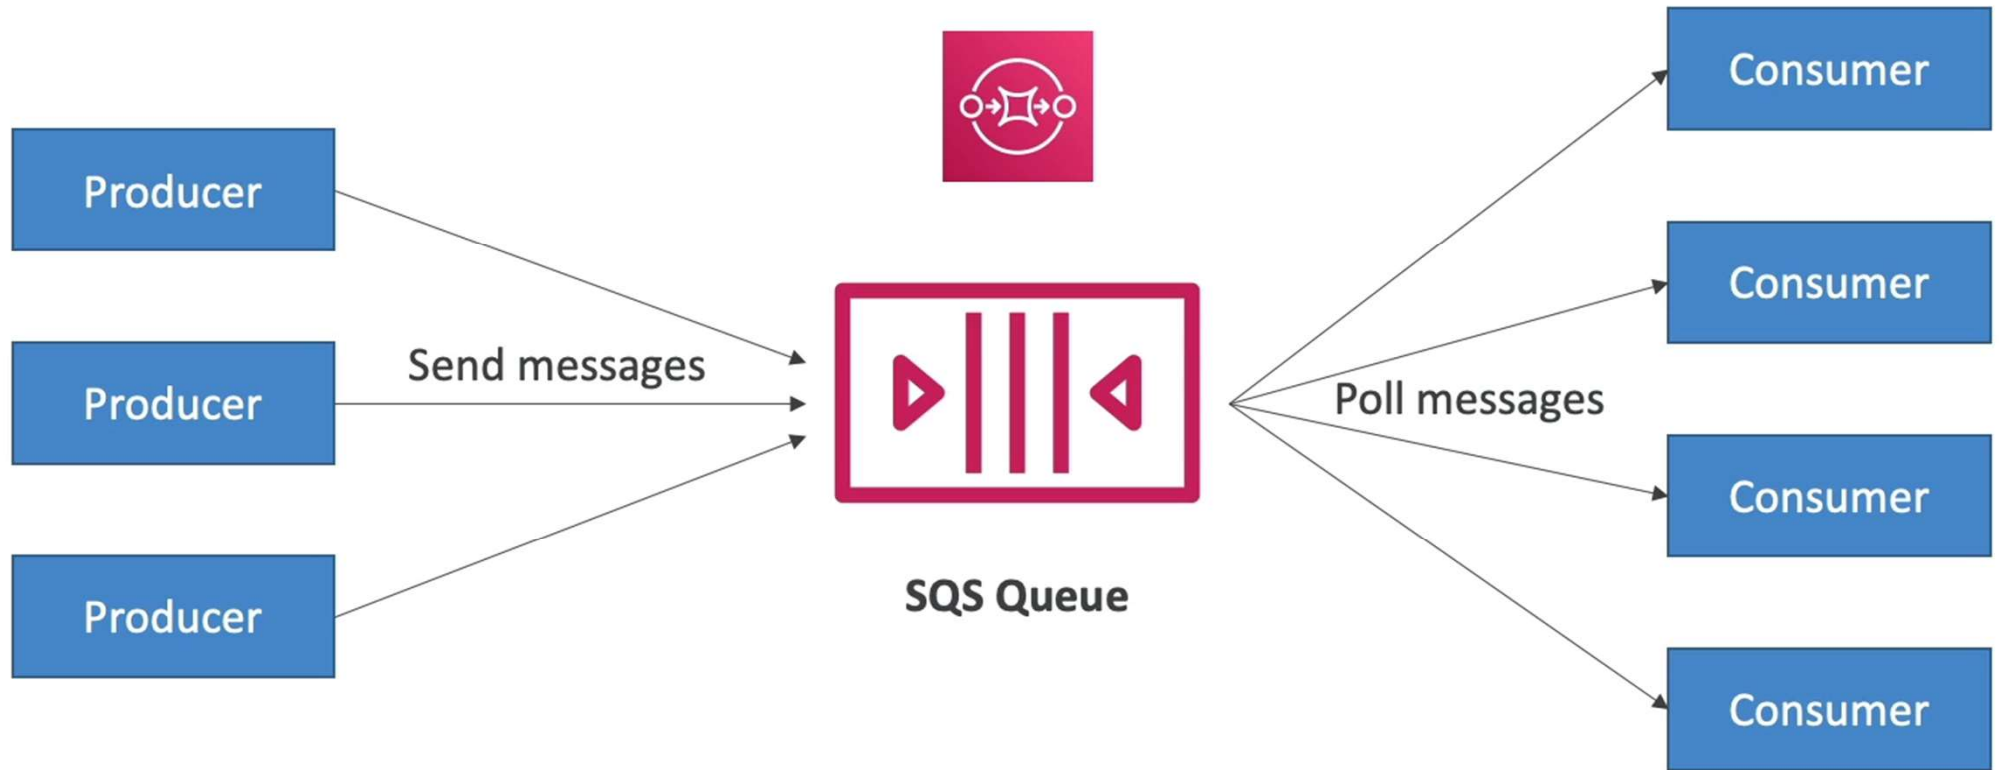 Producer
Producer
Producer
Send messages
SQS Queue
Poll messages
Consumer
Consumer
Consumer
Consumer